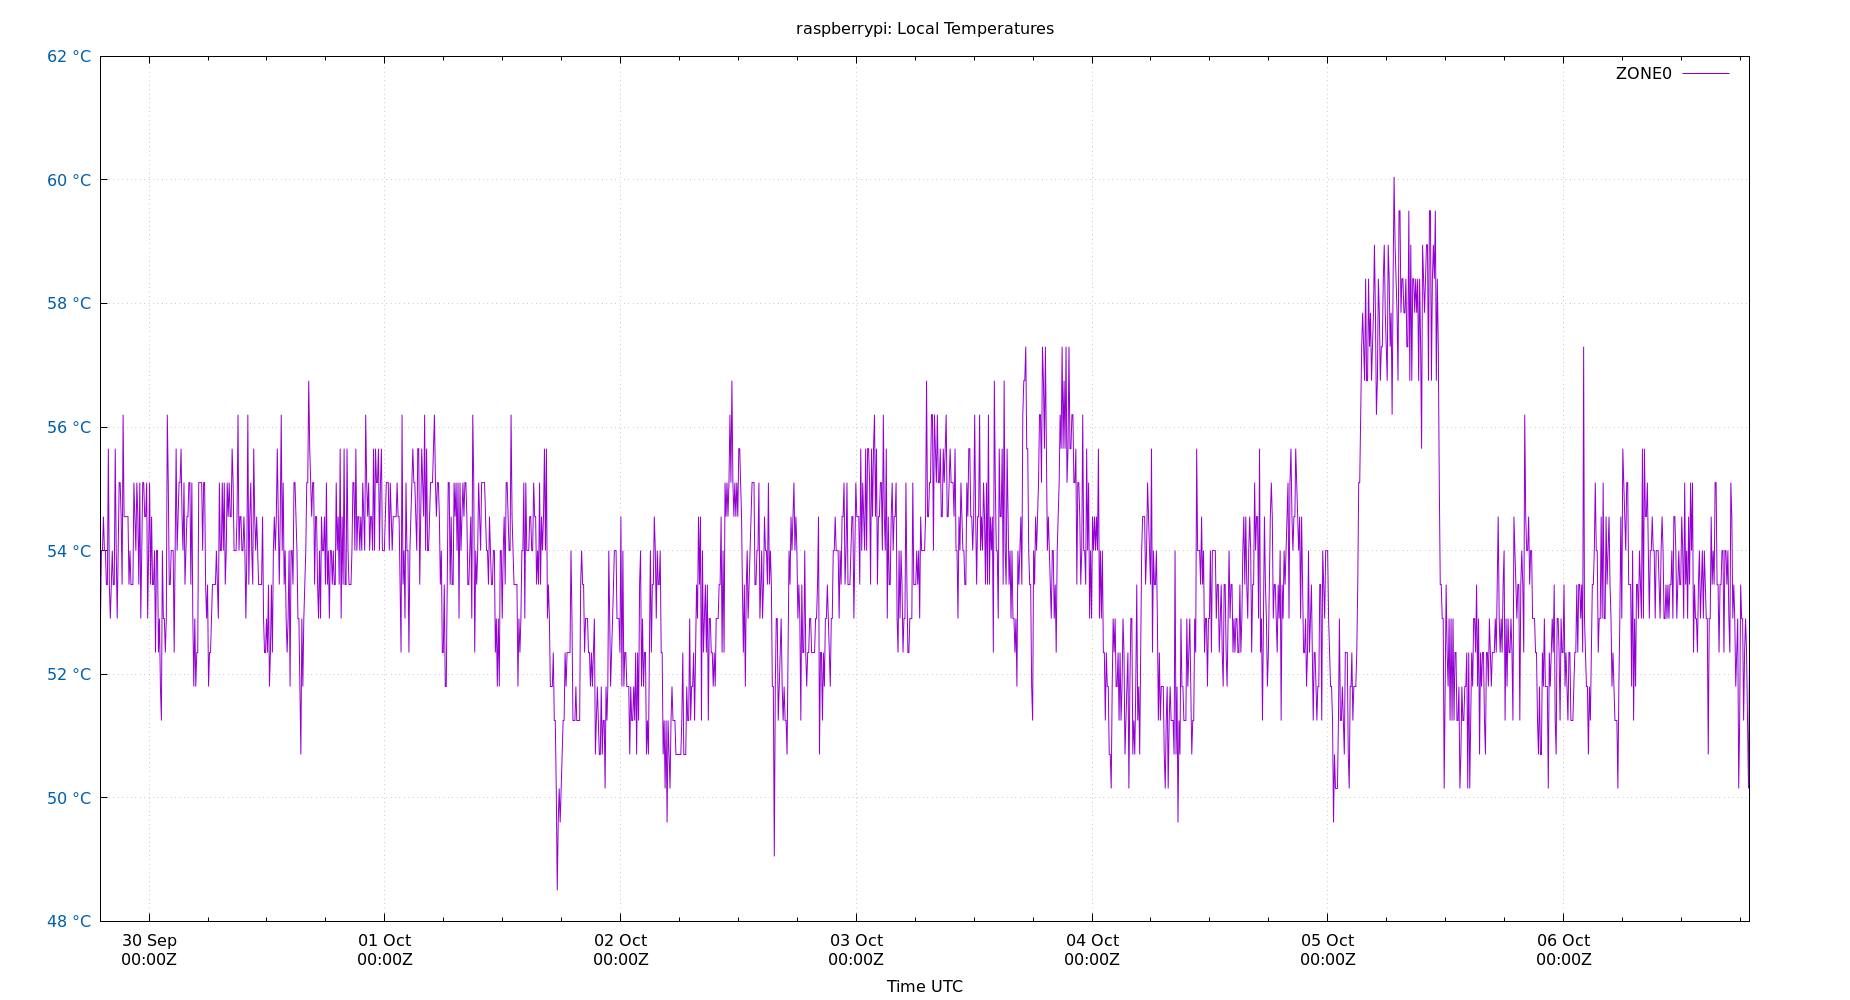 raspberrypi: Local Temperatures
62 °C
ZONE0
60 °C
58 °C
56 °C
54 °C
52 °C
50 °C
48 °C
30 Sep 01 Oct 02 Oct 03 Oct 04 Oct 05 Oct 06 Oct
00:00Z 00:00Z 00:00Z 00:00Z 00:00Z 00:00Z 00:00Z
Time UTC